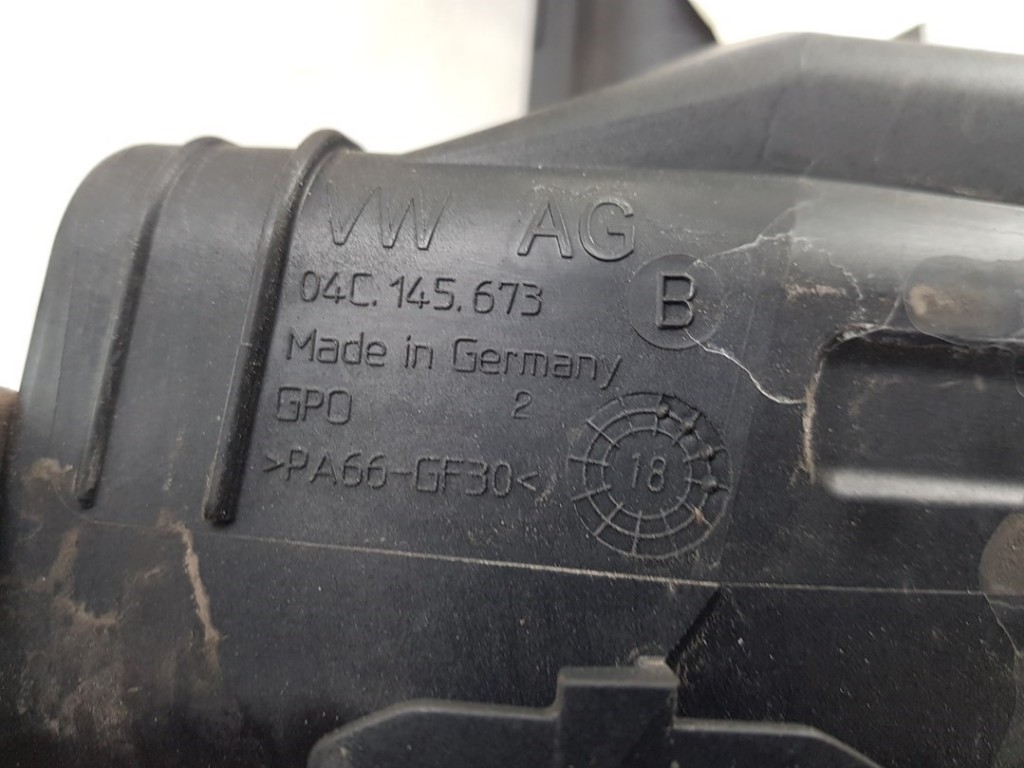 VW AG
04C.145.673 B
Made in Germany
GPO 2
>PA66-GF30< 18